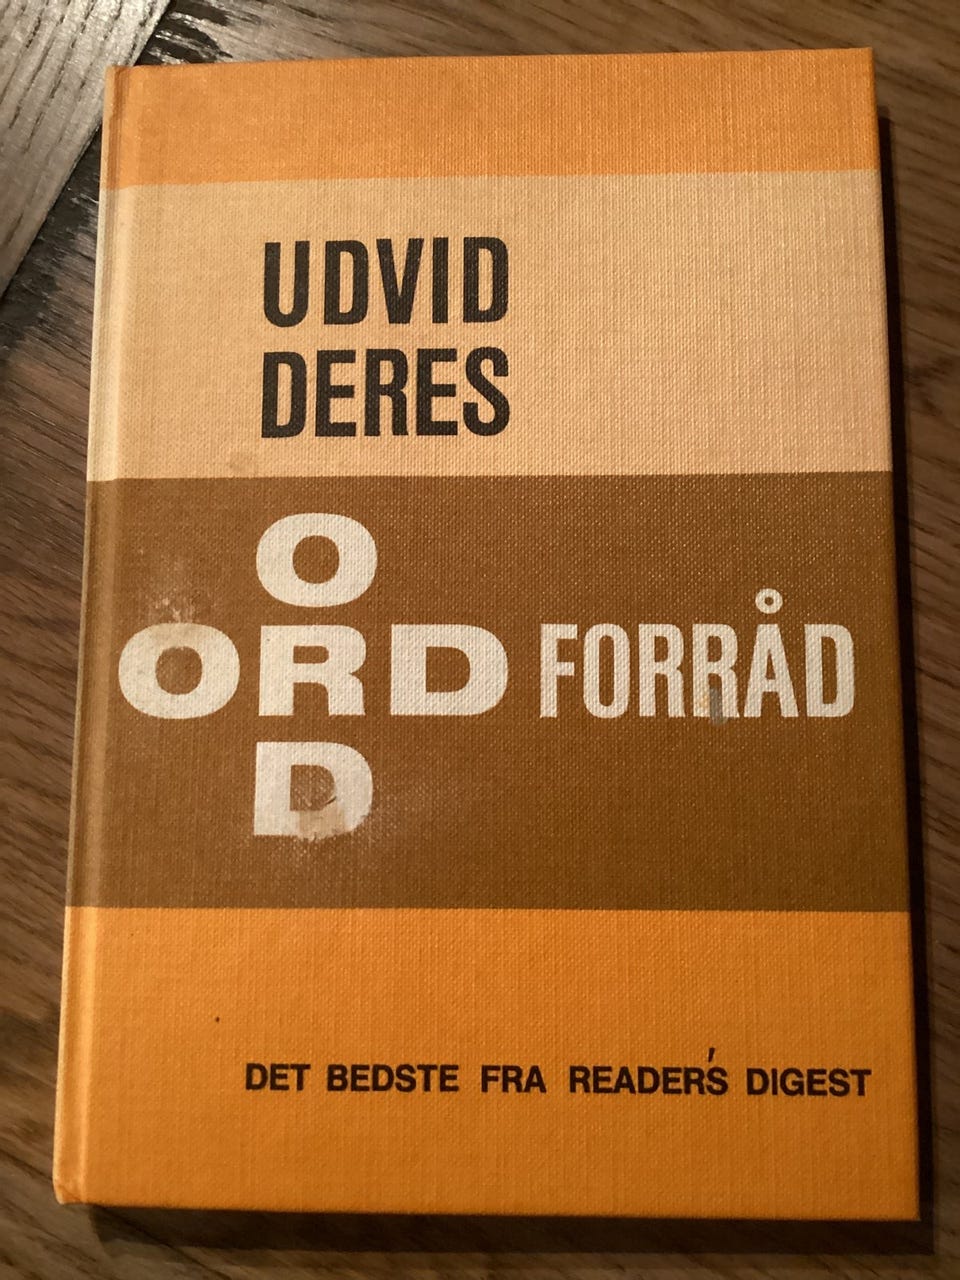 UDVID
DERES
O
ORD FORRÅD
D
DET BEDSTE FRA READER'S DIGEST